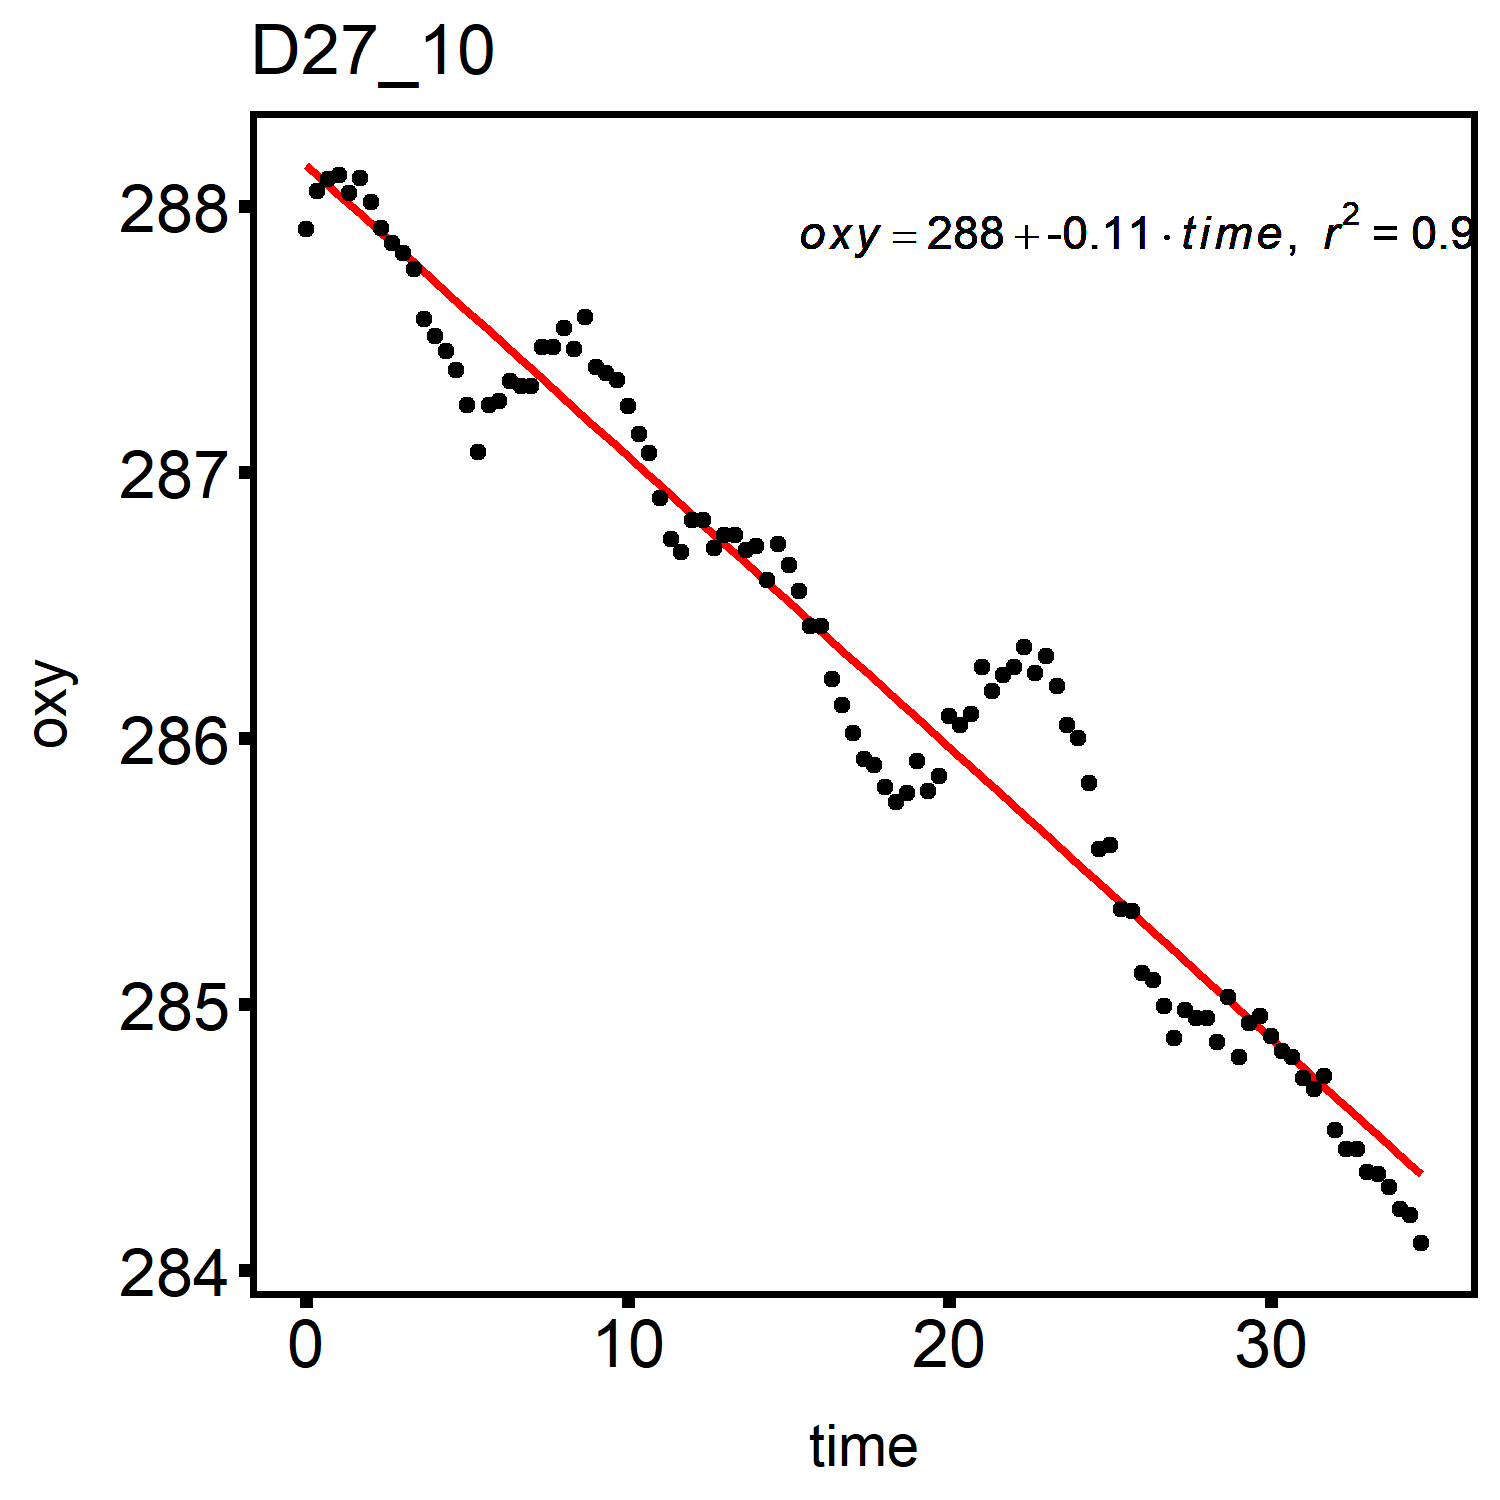 D27_10
288
287
286
285
284
oxy = 288 + -0.11 · time, r² = 0.9
oxy
0 10 20 30
time